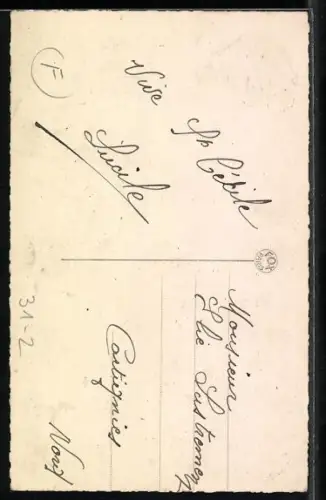 (F)
Vive
Ste Cécile
Lucile
Monsieur
Cartignies
Nord
31-2